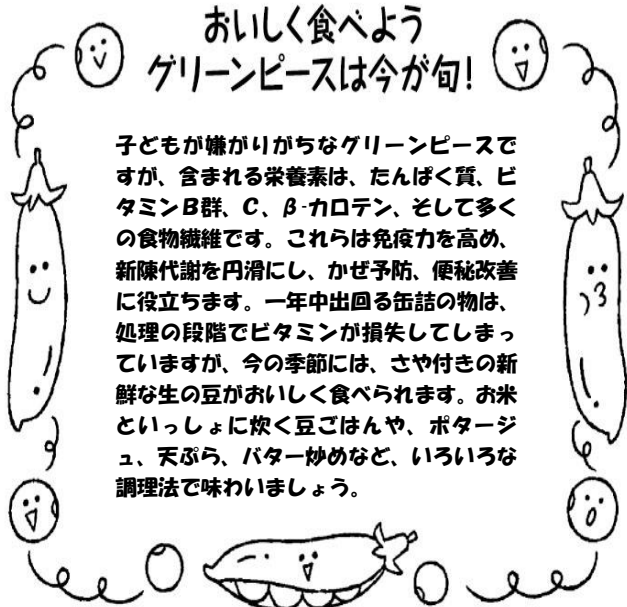 おいしく食べよう
グリーンピースは今が旬!
子どもが嫌がりがちなグリーンピースで
すが、含まれる栄養素は、たんぱく質、ビ
タミンB群、C、β-カロテン、そして多く
の食物繊維です。これらは免疫力を高め、
新陳代謝を円滑にし、かぜ予防、便秘改善
に役立ちます。一年中出回る缶詰の物は、
処理の段階でビタミンが損失してしまっ
ていますが、今の季節には、さや付きの新
鮮な生の豆がおいしく食べられます。お米
といっしょに炊く豆ごはんや、ポタージ
ュ、天ぷら、バター炒めなど、いろいろな
調理法で味わいましょう。